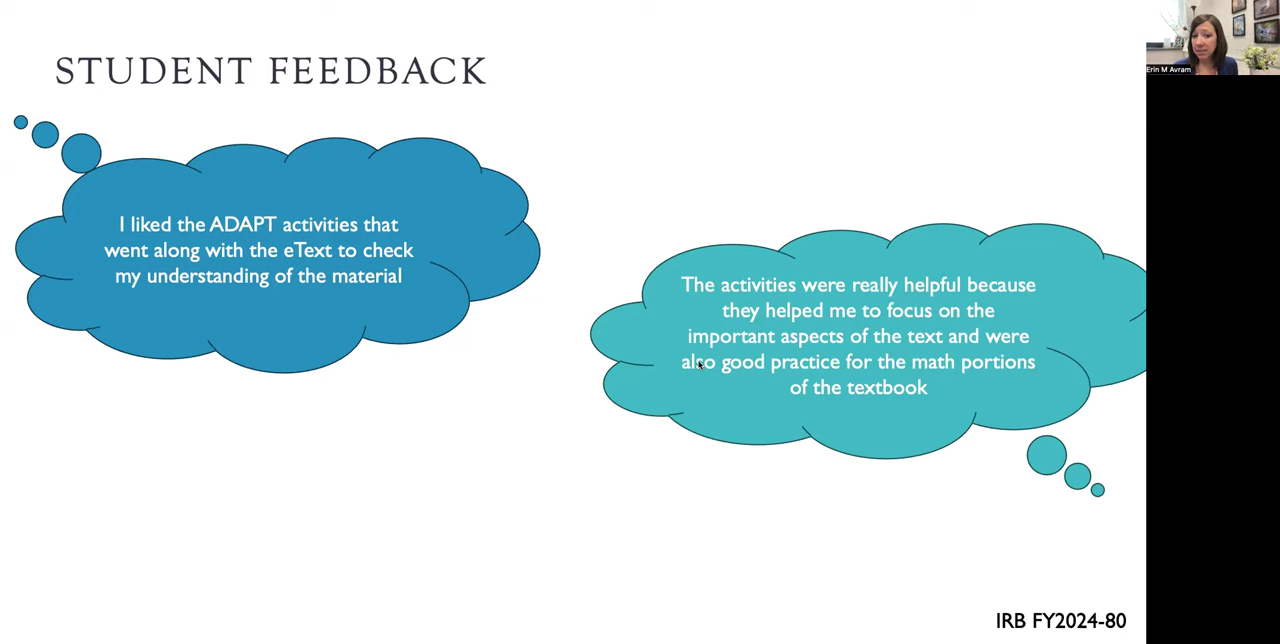 STUDENT FEEDBACK
Erin M Avram
I liked the ADAPT activities that
went along with the eText to check
my understanding of the material
The activities were really helpful because
they helped me to focus on the
important aspects of the text and were
also good practice for the math portions
of the textbook
IRB FY2024-80